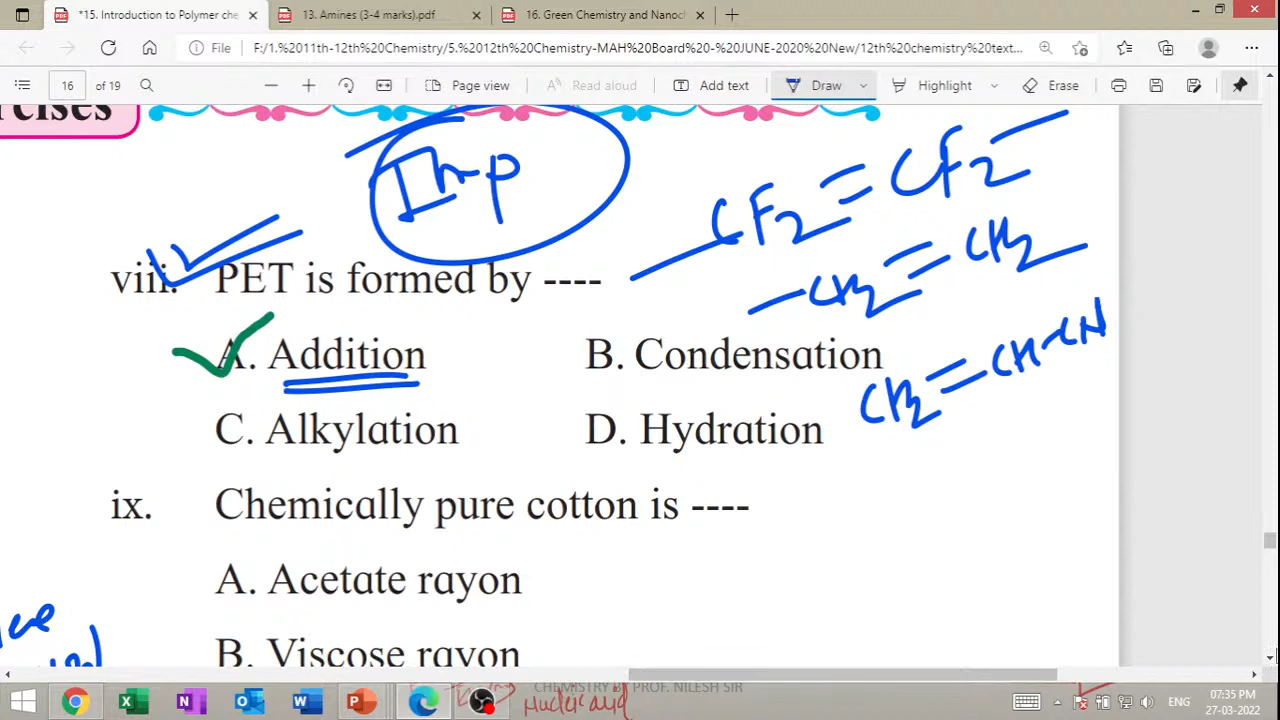 *15. Introduction to Polymer che
13. Amines (3-4 marks).pdf
16. Green Chemistry and Nanoch
File F:/1.%2011th-12th%20Chemistry/5.%2012th%20Chemistry-MAH%20Board%20-%20JUNE-2020%20New/12th%20chemistry%20text...
16 of 19 Page view Read aloud Add text Draw Highlight Erase
rcises
Imp
CF2=CF2
CH2=CH2
CH2=CH-CN
viii. PET is formed by ----
A. Addition B. Condensation
C. Alkylation D. Hydration
ix. Chemically pure cotton is ----
A. Acetate rayon
B. Viscose rayon
CHEMISTRY BY PROF. NILESH SIR
ENG 07:35 PM
27-03-2022